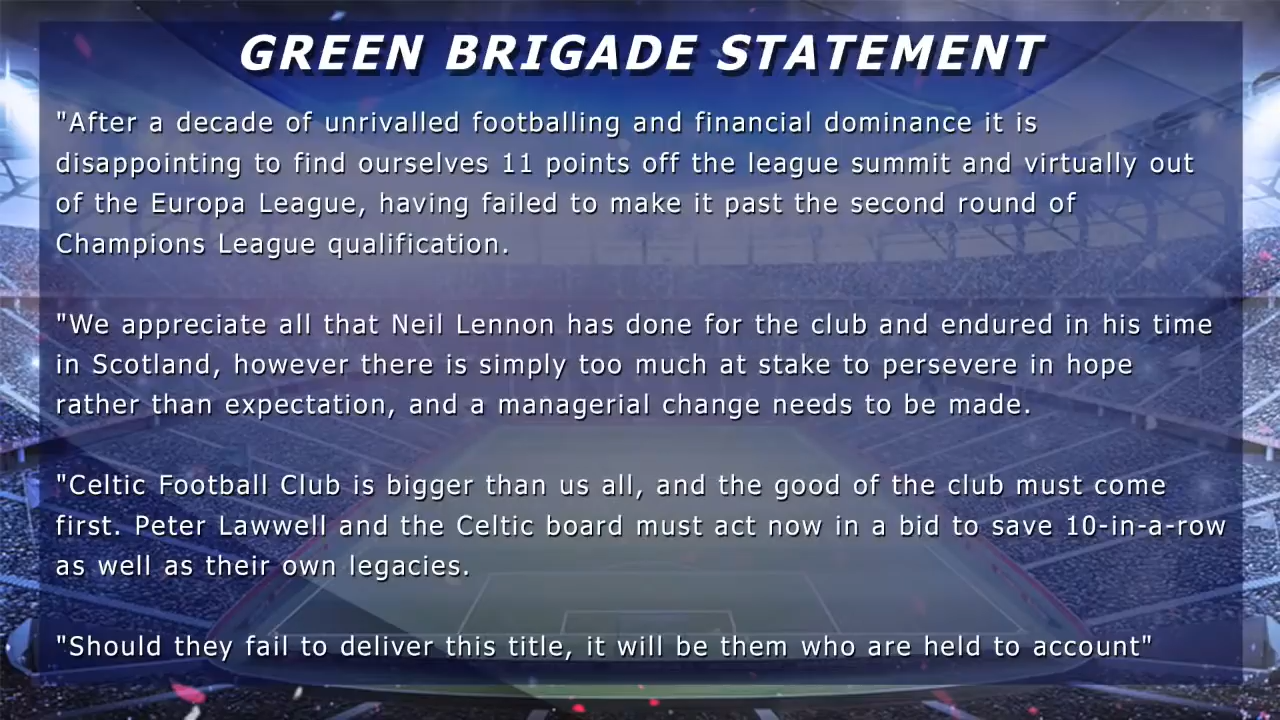 GREEN BRIGADE STATEMENT
"After a decade of unrivalled footballing and financial dominance it is
disappointing to find ourselves 11 points off the league summit and virtually out
of the Europa League, having failed to make it past the second round of
Champions League qualification.
"We appreciate all that Neil Lennon has done for the club and endured in his time
in Scotland, however there is simply too much at stake to persevere in hope
rather than expectation, and a managerial change needs to be made.
"Celtic Football Club is bigger than us all, and the good of the club must come
first. Peter Lawwell and the Celtic board must act now in a bid to save 10-in-a-row
as well as their own legacies.
"Should they fail to deliver this title, it will be them who are held to account"